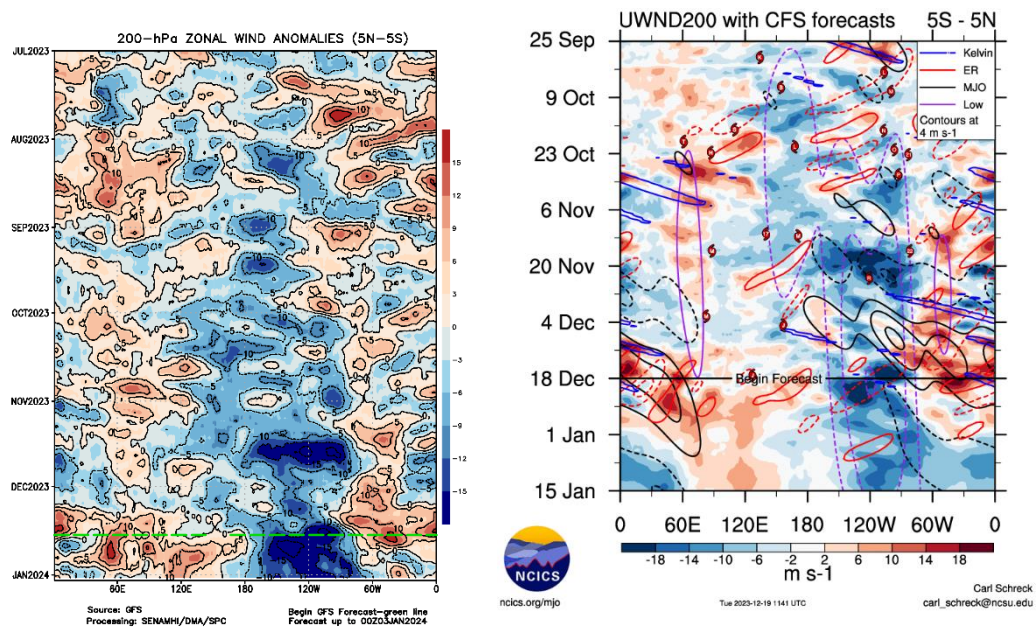 200-hPa ZONAL WIND ANOMALIES (5N-5S)
JUL2023
AUG2023
SEP2023
OCT2023
NOV2023
DEC2023
JAN2024
60E
120E
180
120W
60W
0
15
12
9
6
3
0
-3
-6
-9
-12
-15
Source: GFS
Processing: SENAMHI/DMA/SPC
Begin GFS Forecast-green line
Forecast up to 00Z03JAN2024
UWND200 with CFS forecasts 5S - 5N
25 Sep
9 Oct
23 Oct
6 Nov
20 Nov
4 Dec
18 Dec
1 Jan
15 Jan
Kelvin
ER
MJO
Low
Contours at
4 m s-1
Begin Forecast
0 60E 120E 180 120W 60W 0
-18 -14 -10 -6 -2 2 6 10 14 18
m s-1
NCICS
ncics.org/mjo
Tue 2023-12-19 1141 UTC
Carl Schreck
carl_schreck@ncsu.edu